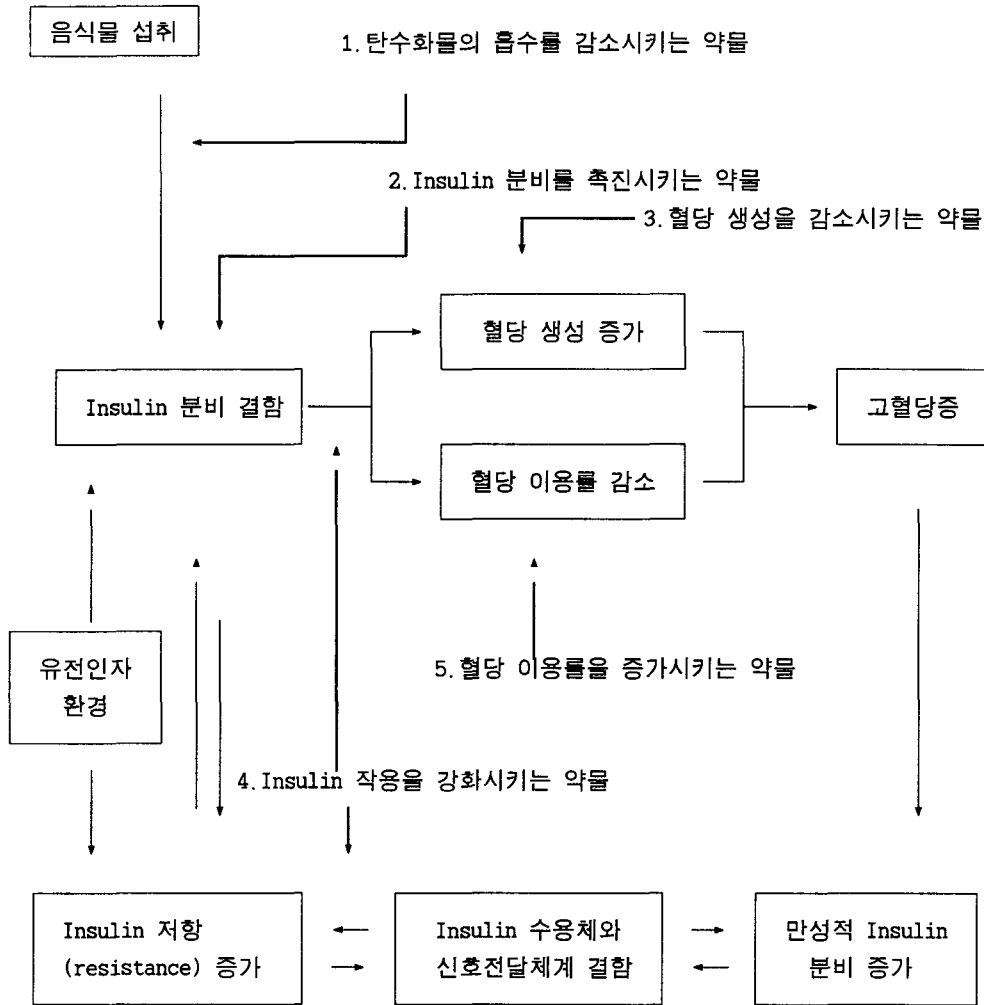 음식물 섭취
1.탄수화물의 흡수률 감소시키는 약물
2.Insulin 분비를 촉진시키는 약물
3.혈당 생성을 감소시키는 약물
혈당 생성 증가
Insulin 분비 결함
고혈당증
혈당 이용률 감소
유전인자
환경
5.혈당 이용률을 증가시키는 약물
4.Insulin 작용을 강화시키는 약물
Insulin 저항
(resistance) 증가
Insulin 수용체와
신호전달체계 결함
만성적 Insulin
분비 증가